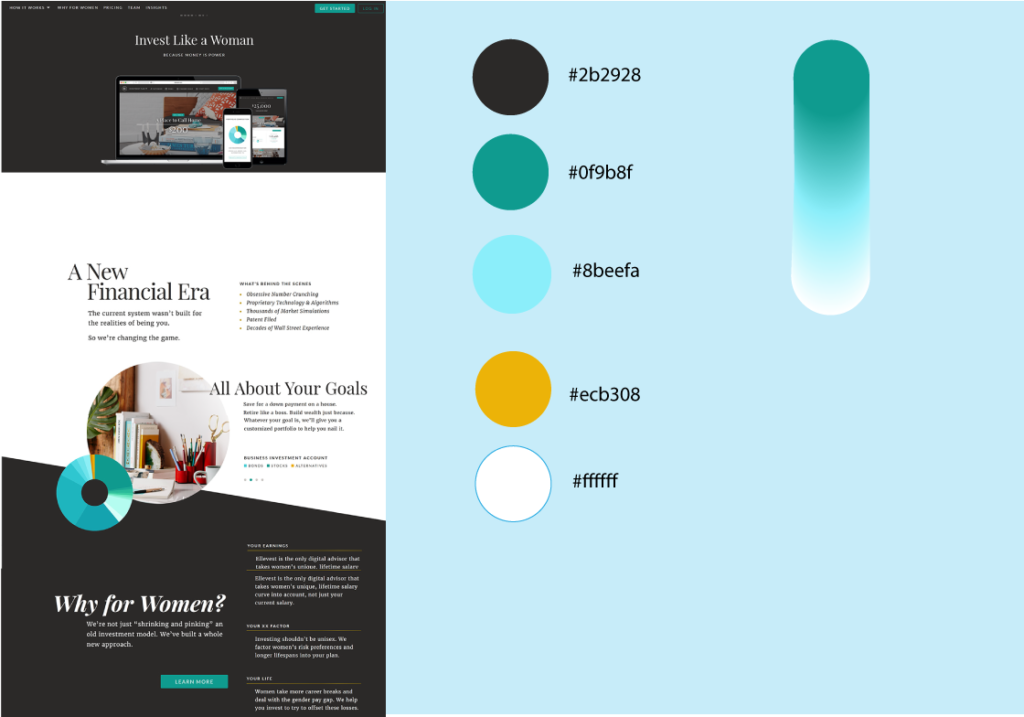 HOW IT WORKS WHY FOR WOMEN PRICING TEAM INSIGHTS
GET STARTED
LOG IN
Invest Like a Woman
BECAUSE MONEY IS POWER
A New
Financial Era
The current system wasn't built for
the realities of being you.
So we're changing the game.
WHAT'S BEHIND THE SCENES
Obsessive Number Crunching
Proprietary Technology & Algorithms
Thousands of Market Simulations
Patent Filed
Decades of Wall Street Experience
All About Your Goals
Save for a down payment on a house.
Retire like a boss. Build wealth just because.
Whatever your goal is, we'll give you a
customized portfolio to help you nail it.
BUSINESS INVESTMENT ACCOUNT
BONDS STOCKS ALTERNATIVES
Why for Women?
We're not just "shrinking and pinking" an
old investment model. We've built a whole
new approach.
LEARN MORE
YOUR EARNINGS
Ellevest is the only digital advisor that
takes women's unique, lifetime salary
Ellevest is the only digital advisor that
takes women's unique, lifetime salary
curve into account, not just your
current salary.
YOUR XX FACTOR
Investing shouldn't be unisex. We
factor women's risk preferences and
longer lifespans into your plan.
YOUR LIFE
Women take more career breaks and
deal with the gender pay gap. We help
you invest to try to offset these losses.
#2b2928
#0f9b8f
#8beefa
#ecb308
#ffffff